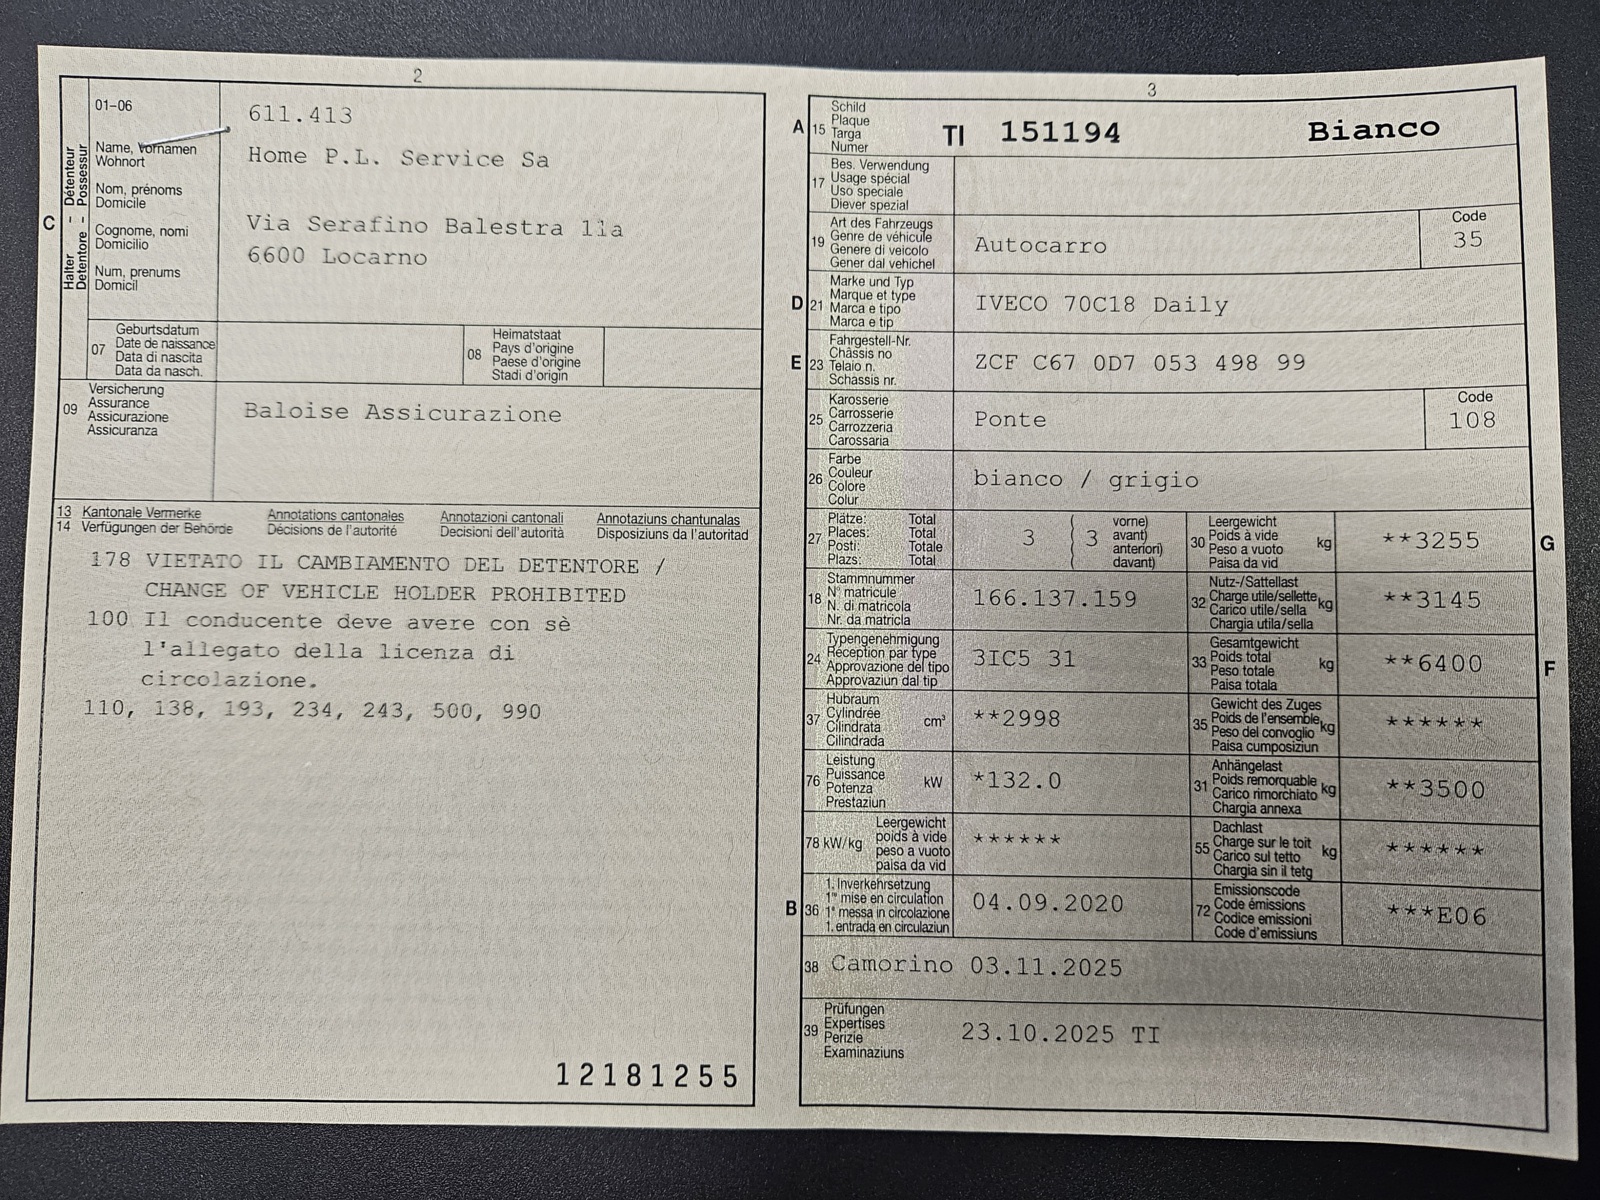 2
01-06
611.413
Name, Vornamen
Wohnort
Home P.L. Service Sa
Nom, prénoms
Domicile
Via Serafino Balestra 11a
Cognome, nomi
Domicilio
6600 Locarno
Num, prenums
Domicil
C
Halter - Détenteur
Detentore - Possessur
07
Geburtsdatum
Date de naissance
Data di nascita
Data da nasch.
08
Heimatstaat
Pays d'origine
Paese d'origine
Stadi d'origin
09
Versicherung
Assurance
Assicurazione
Assicuranza
Baloise Assicurazione
13 Kantonale Vermerke Annotations cantonales Annotazioni cantonali Annotaziuns chantunalas
14 Verfügungen der Behörde Décisions de l'autorité Decisioni dell'autorità Disposiziuns da l'autoritad
178 VIETATO IL CAMBIAMENTO DEL DETENTORE /
CHANGE OF VEHICLE HOLDER PROHIBITED
100 Il conducente deve avere con sè
l'allegato della licenza di
circolazione.
110, 138, 193, 234, 243, 500, 990
12181255
3
A 15
Schild
Plaque
Targa
Numer
TI 151194 Bianco
17
Bes. Verwendung
Usage spécial
Uso speciale
Diever spezial
19
Art des Fahrzeugs
Genre de véhicule
Genere di veicolo
Gener dal vehichel
Autocarro
Code
35
D 21
Marke und Typ
Marque et type
Marca e tipo
Marca e tip
IVECO 70C18 Daily
E 23
Fahrgestell-Nr.
Châssis no
Telaio n.
Schassis nr.
ZCF C67 0D7 053 498 99
25
Karosserie
Carrosserie
Carrozzeria
Carossaria
Ponte
Code
108
26
Farbe
Couleur
Colore
Colur
bianco / grigio
27
Plätze: Total
Places: Total
Posti: Totale
Plazs: Total
3 ( 3
vorne)
avant)
anteriori)
davant)
30
Leergewicht
Poids à vide
Peso a vuoto
Paisa da vid
kg
**3255
G
18
Stammnummer
N° matricule
N. di matricola
Nr. da matricla
166.137.159
32
Nutz-/Sattellast
Charge utile/sellette
Carico utile/sella
Chargia utila/sella
kg
**3145
24
Typengenehmigung
Réception par type
Approvazione del tipo
Approvaziun dal tip
3IC5 31
33
Gesamtgewicht
Poids total
Peso totale
Paisa totala
kg
**6400
F
37
Hubraum
Cylindrée
Cilindrata
Cilindrada
cm³
**2998
35
Gewicht des Zuges
Poids de l'ensemble
Peso del convoglio
Paisa cumposiziun
kg
******
76
Leistung
Puissance
Potenza
Prestaziun
kW
*132.0
31
Anhängelast
Poids remorquable
Carico rimorchiato
Chargia annexa
kg
**3500
78 kW/kg
Leergewicht
poids à vide
peso a vuoto
paisa da vid
******
55
Dachlast
Charge sur le toit
Carico sul tetto
Chargia sin il tetg
kg
******
B 36
1. Inverkehrsetzung
1re mise en circulation
1a messa in circolazione
1. entrada en circulaziun
04.09.2020
72
Emissionscode
Code émissions
Codice emissioni
Code d'emissiuns
***E06
38 Camorino 03.11.2025
39
Prüfungen
Expertises
Perizie
Examinaziuns
23.10.2025 TI